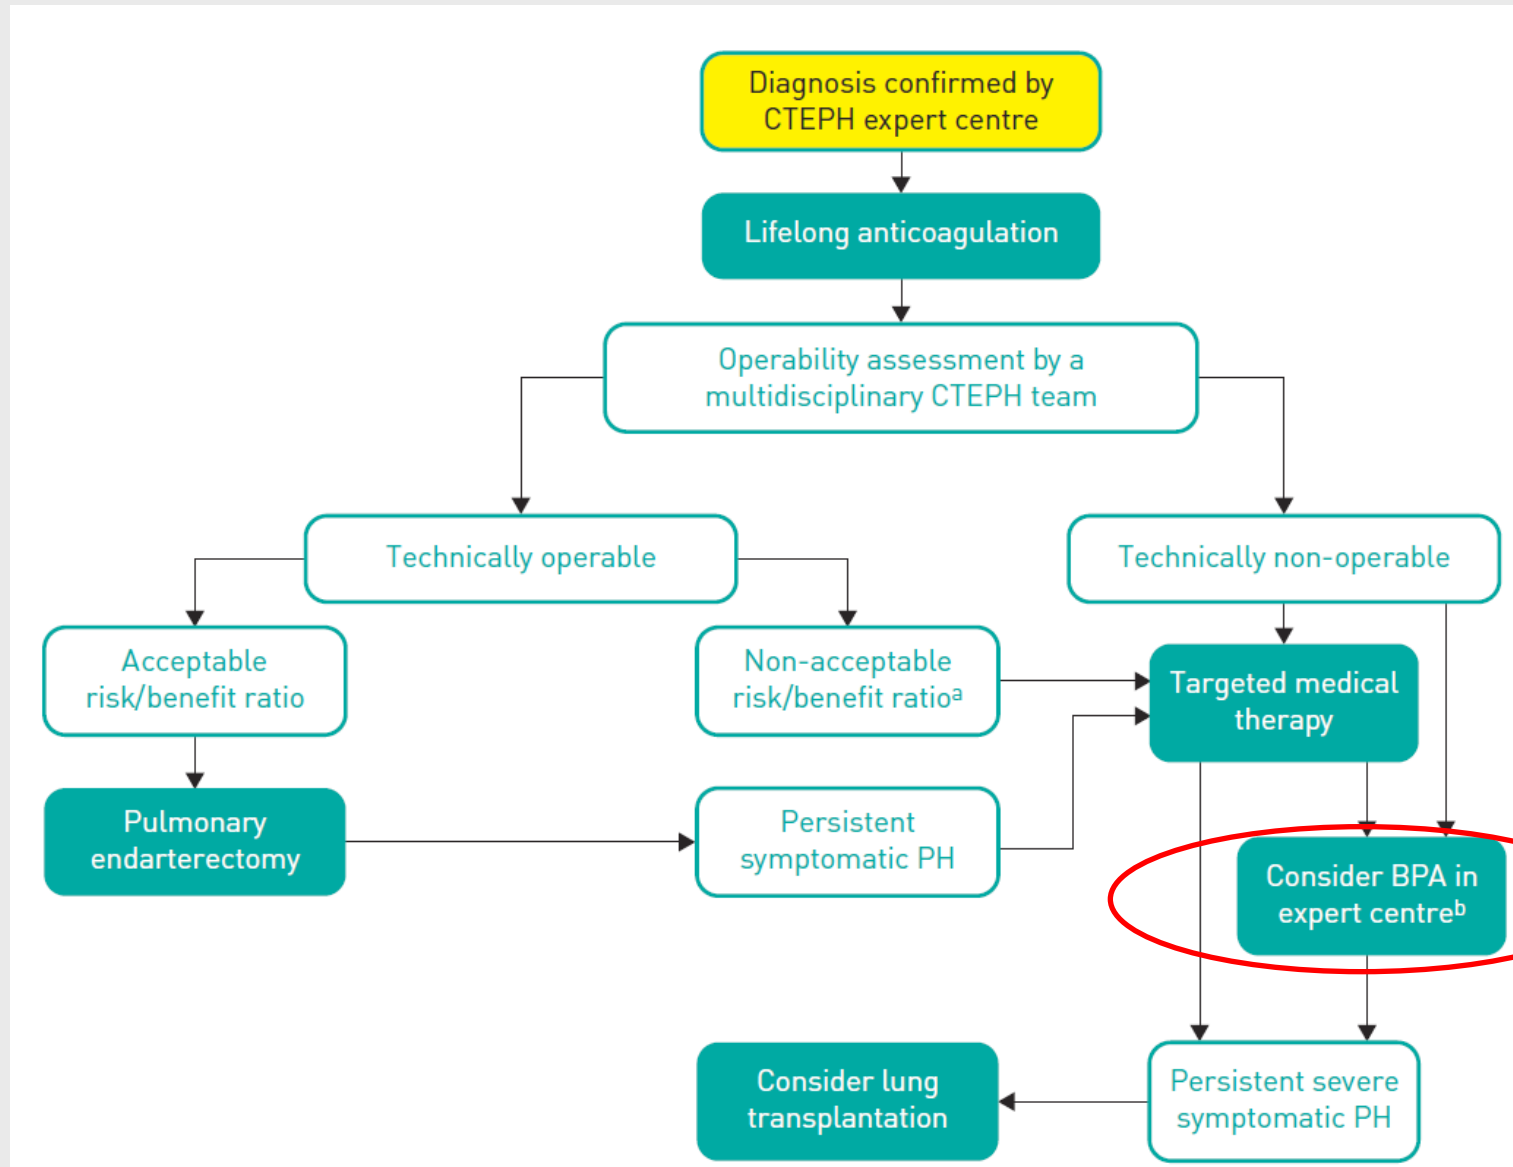 Diagnosis confirmed by
CTEPH expert centre
Lifelong anticoagulation
Operability assessment by a
multidisciplinary CTEPH team
Technically operable
Technically non-operable
Acceptable
risk/benefit ratio
Non-acceptable
risk/benefit ratioᵃ
Targeted medical
therapy
Pulmonary
endarterectomy
Persistent
symptomatic PH
Consider BPA in
expert centreᵇ
Consider lung
transplantation
Persistent severe
symptomatic PH